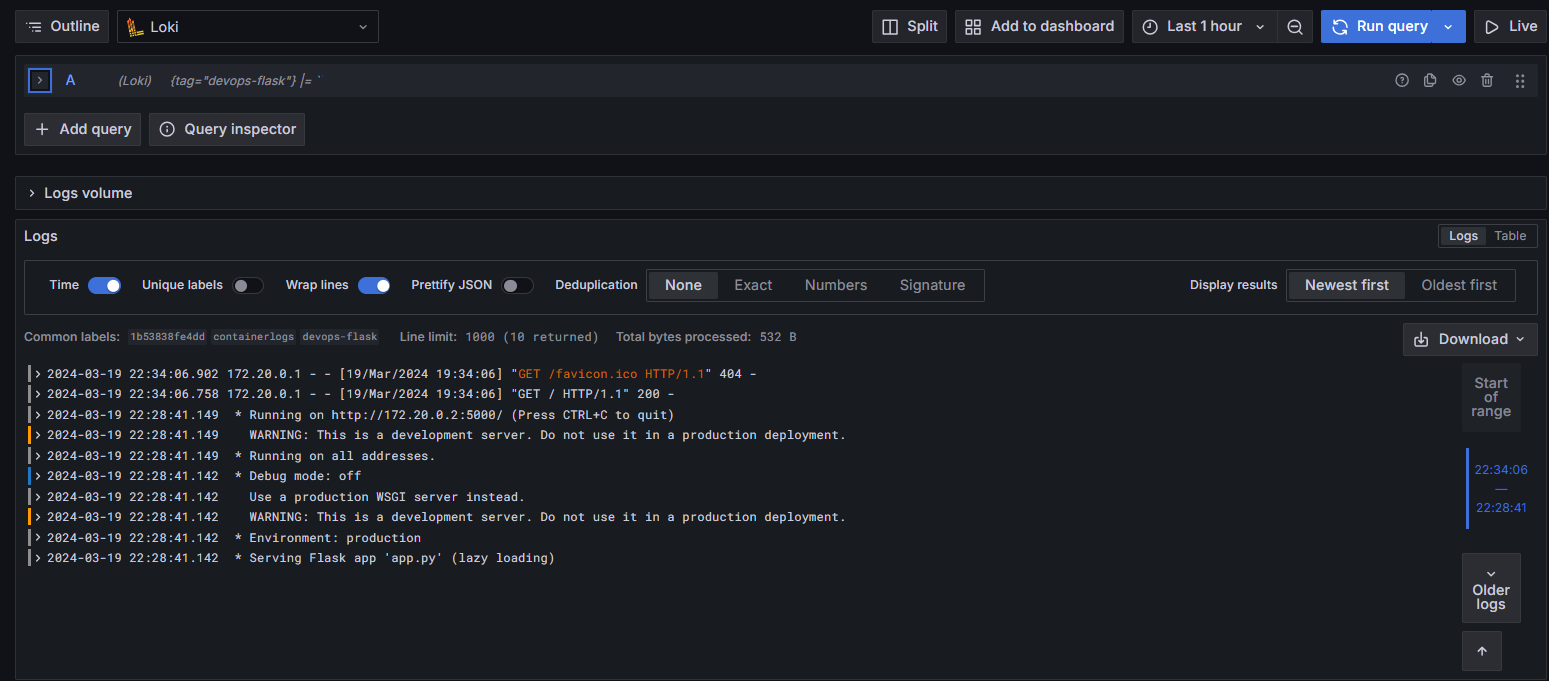 Outline Loki Split Add to dashboard Last 1 hour Run query Live
A (Loki) {tag="devops-flask"} |= ``
+ Add query Query inspector
Logs volume
Logs Logs Table
Time Unique labels Wrap lines Prettify JSON Deduplication None Exact Numbers Signature Display results Newest first Oldest first
Common labels: 1b53838fe4dd containerlogs devops-flask Line limit: 1000 (10 returned) Total bytes processed: 532 B Download
2024-03-19 22:34:06.902 172.20.0.1 - - [19/Mar/2024 19:34:06] "GET /favicon.ico HTTP/1.1" 404 -
2024-03-19 22:34:06.758 172.20.0.1 - - [19/Mar/2024 19:34:06] "GET / HTTP/1.1" 200 -
2024-03-19 22:28:41.149 * Running on http://172.20.0.2:5000/ (Press CTRL+C to quit)
2024-03-19 22:28:41.149 WARNING: This is a development server. Do not use it in a production deployment.
2024-03-19 22:28:41.149 * Running on all addresses.
2024-03-19 22:28:41.142 * Debug mode: off
2024-03-19 22:28:41.142 Use a production WSGI server instead.
2024-03-19 22:28:41.142 WARNING: This is a development server. Do not use it in a production deployment.
2024-03-19 22:28:41.142 * Environment: production
2024-03-19 22:28:41.142 * Serving Flask app 'app.py' (lazy loading)
Start
of
range
22:34:06
—
22:28:41
Older
logs